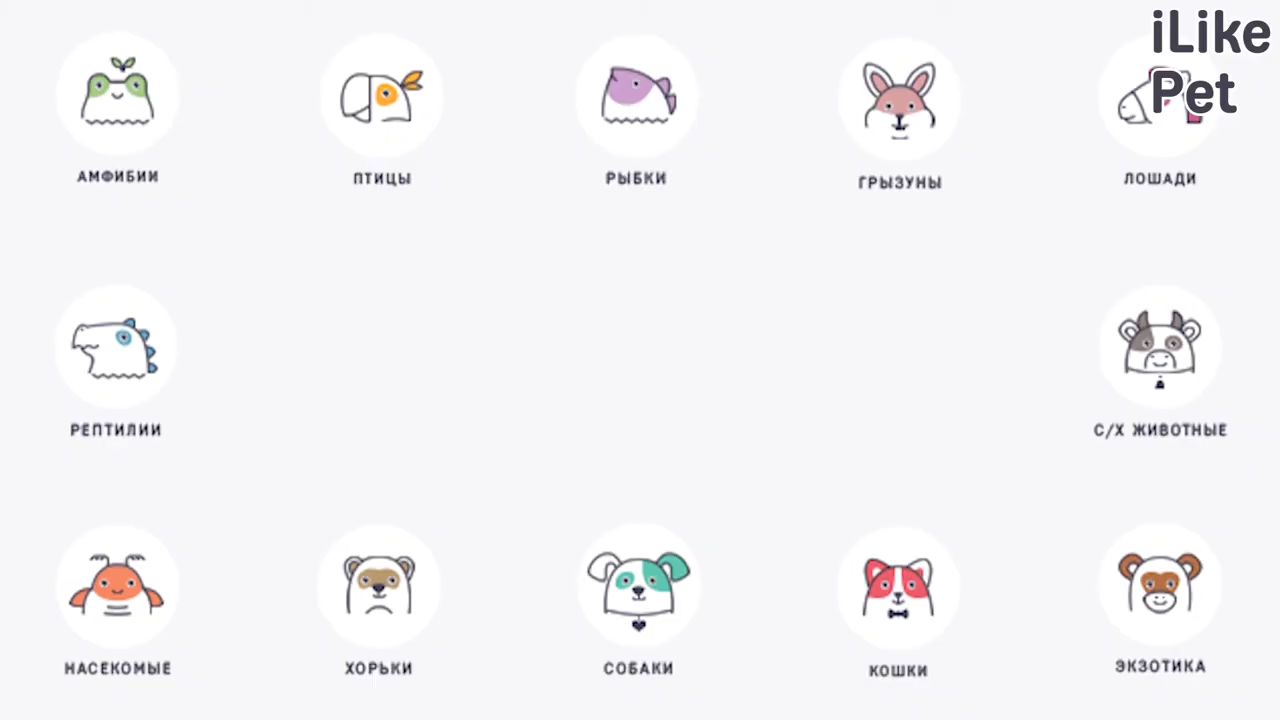 iLike
Pet
АМФИБИИ
ПТИЦЫ
РЫБКИ
ГРЫЗУНЫ
ЛОШАДИ
РЕПТИЛИИ
С/Х ЖИВОТНЫЕ
НАСЕКОМЫЕ
ХОРЬКИ
СОБАКИ
КОШКИ
ЭКЗОТИКА